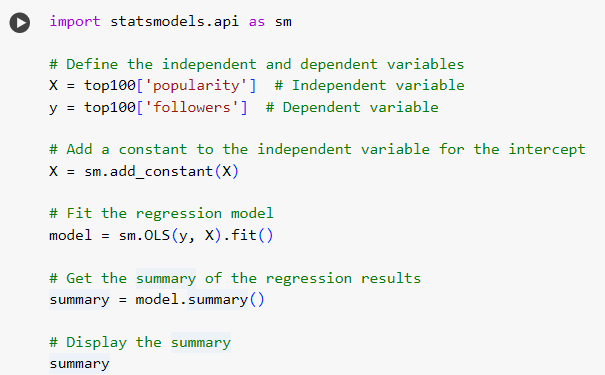 import statsmodels.api as sm
# Define the independent and dependent variables
X = top100['popularity']  # Independent variable
y = top100['followers']  # Dependent variable
# Add a constant to the independent variable for the intercept
X = sm.add_constant(X)
# Fit the regression model
model = sm.OLS(y, X).fit()
# Get the summary of the regression results
summary = model.summary()
# Display the summary
summary